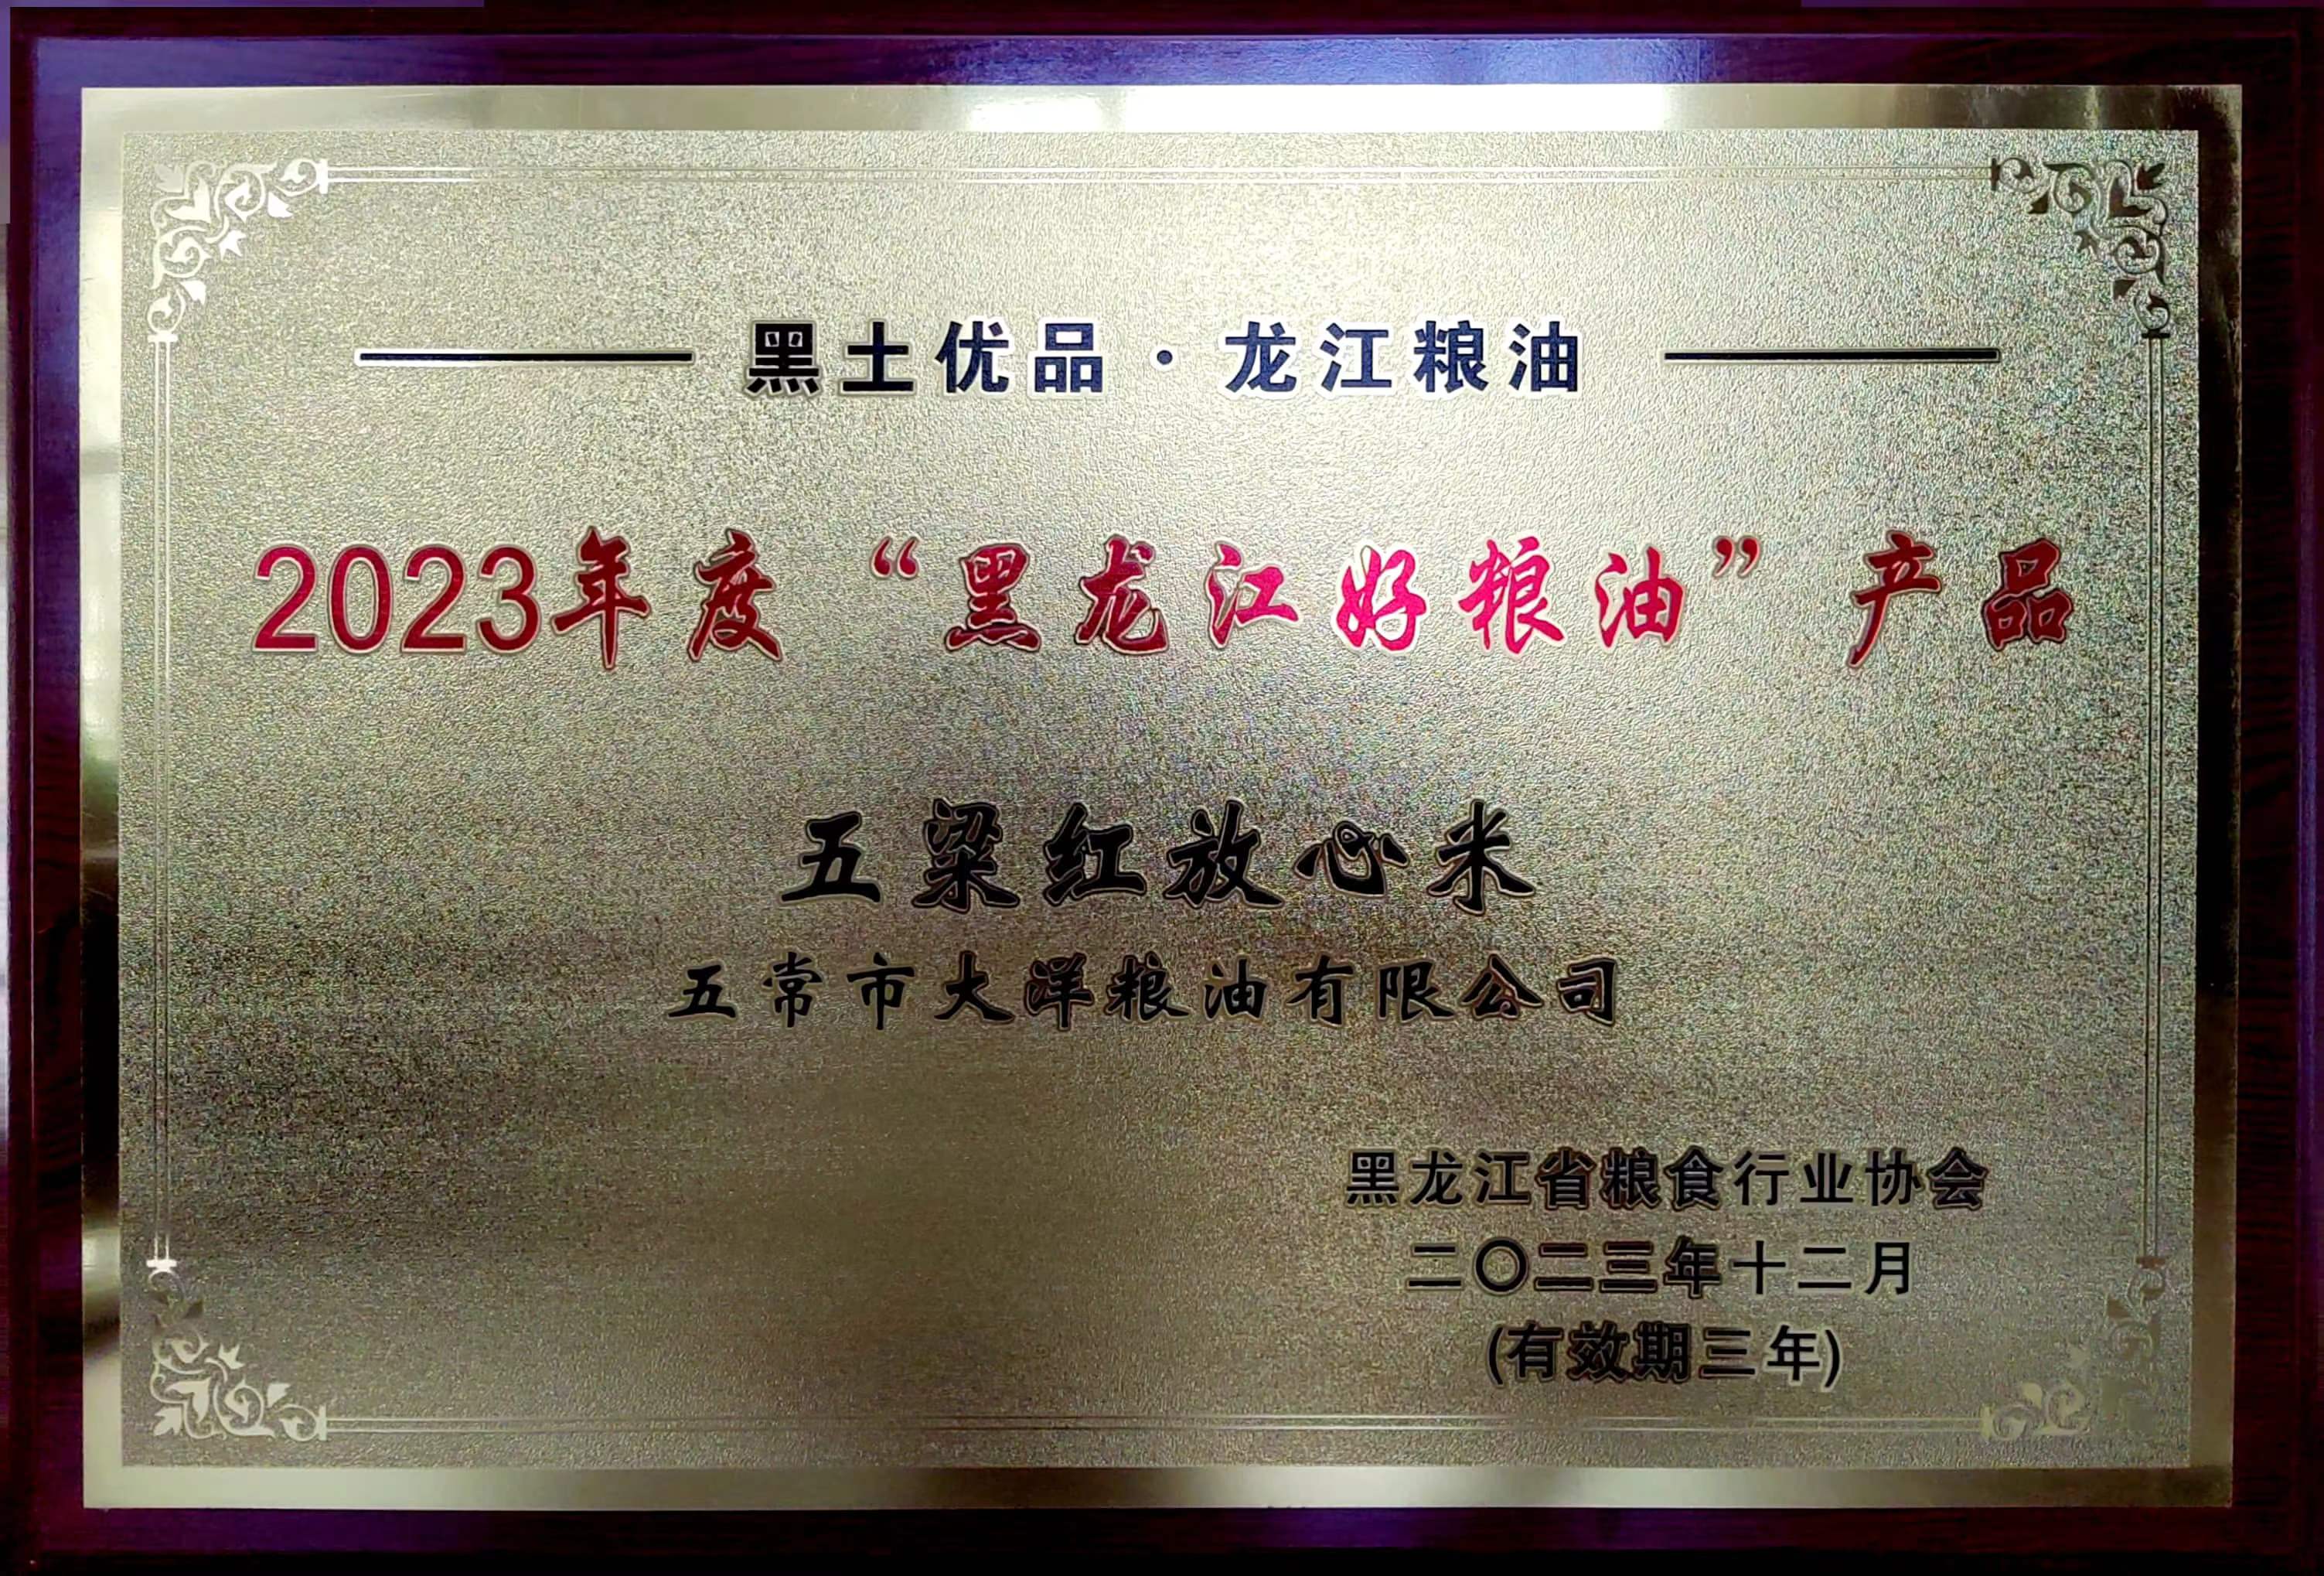 黑土优品·龙江粮油
2023年度“黑龙江好粮油”产品
五梁红放心米
五常市大洋粮油有限公司
黑龙江省粮食行业协会
二〇二三年十二月
(有效期三年)